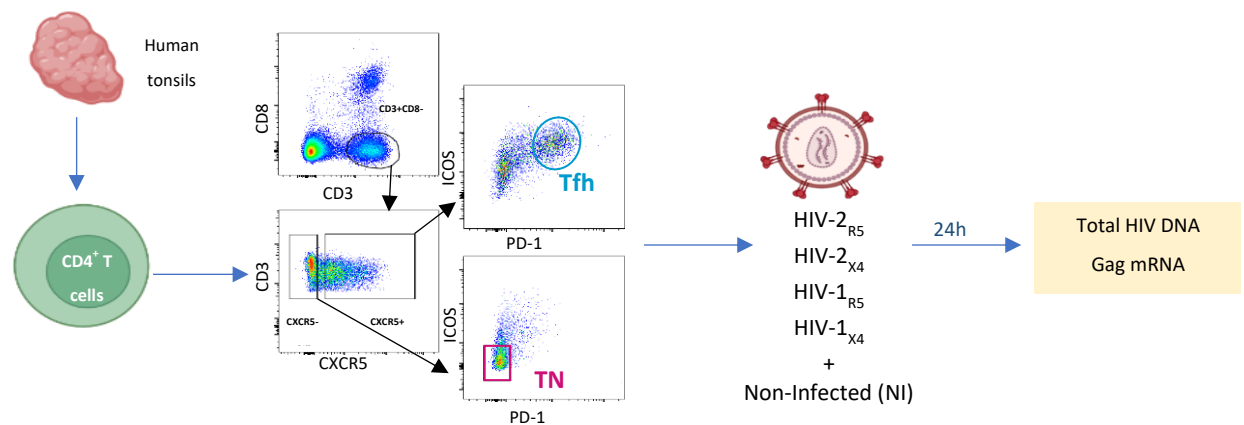 Human
tonsils
CD4+ T
cells
CD8
CD3+CD8-
CD3
CD3
CXCR5-
CXCR5+
CXCR5
ICOS
Tfh
PD-1
ICOS
TN
PD-1
HIV-2R5
HIV-2X4
HIV-1R5
HIV-1X4
+
Non-Infected (NI)
24h
Total HIV DNA
Gag mRNA